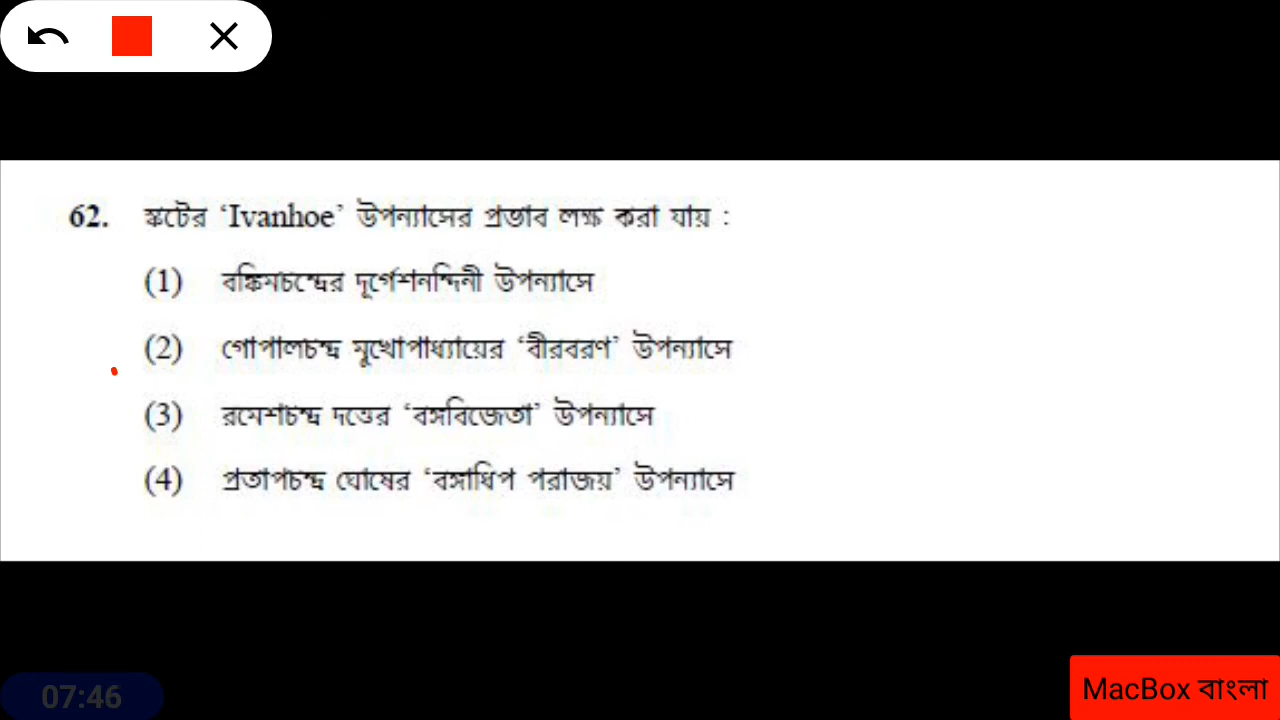 62. স্কটের ‘Ivanhoe’ উপন্যাসের প্রভাব লক্ষ করা যায় :
(1) বঙ্কিমচন্দ্রের দূর্গেশনন্দিনী উপন্যাসে
(2) গোপালচন্দ্র মুখোপাধ্যায়ের ‘বীরবরণ’ উপন্যাসে
(3) রমেশচন্দ্র দত্তের ‘বঙ্গবিজেতা’ উপন্যাসে
(4) প্রতাপচন্দ্র ঘোষের ‘বঙ্গাধিপ পরাজয়’ উপন্যাসে
07:46
MacBox বাংলা